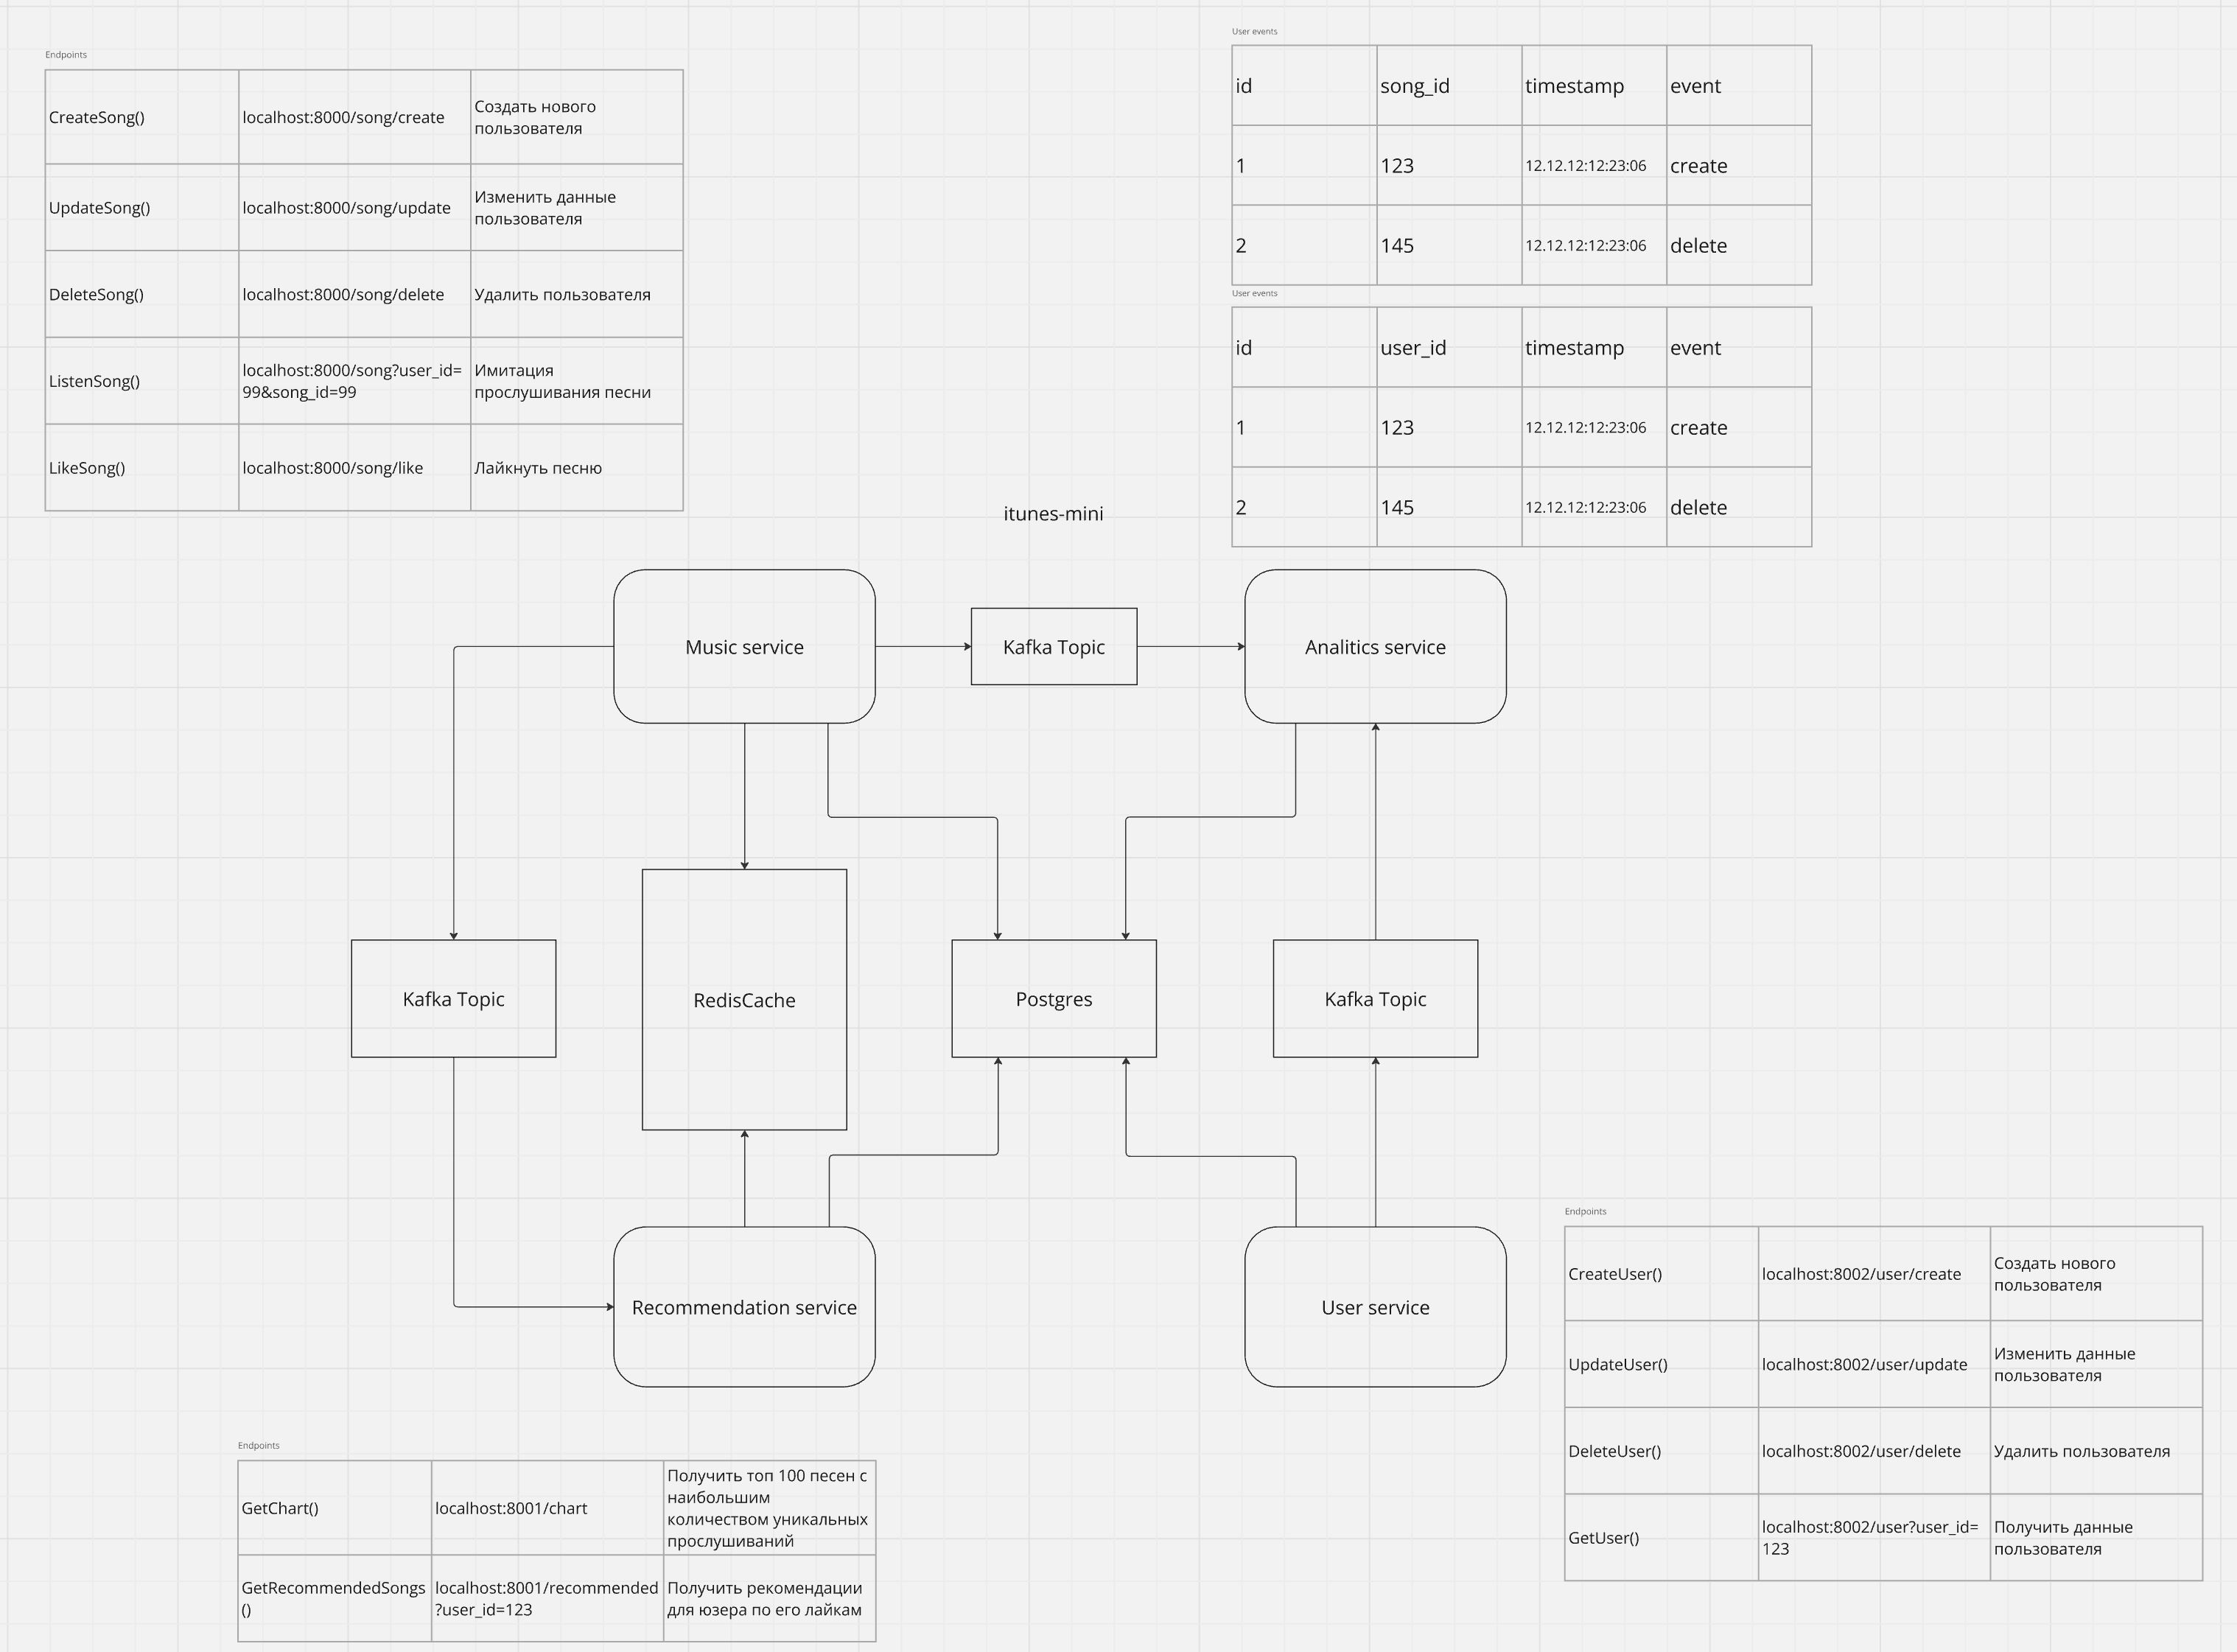 Endpoints
CreateSong()
localhost:8000/song/create
Создать нового
пользователя
UpdateSong()
localhost:8000/song/update
Изменить данные
пользователя
DeleteSong()
localhost:8000/song/delete
Удалить пользователя
ListenSong()
localhost:8000/song?user_id=
99&song_id=99
Имитация
прослушивания песни
LikeSong()
localhost:8000/song/like
Лайкнуть песню
User events
id
song_id
timestamp
event
1
123
12.12.12:12:23:06
create
2
145
12.12.12:12:23:06
delete
User events
id
user_id
timestamp
event
1
123
12.12.12:12:23:06
create
2
145
12.12.12:12:23:06
delete
itunes-mini
Music service
Kafka Topic
Analitics service
Kafka Topic
RedisCache
Postgres
Kafka Topic
Recommendation service
User service
Endpoints
CreateUser()
localhost:8002/user/create
Создать нового
пользователя
UpdateUser()
localhost:8002/user/update
Изменить данные
пользователя
DeleteUser()
localhost:8002/user/delete
Удалить пользователя
GetUser()
localhost:8002/user?user_id=
123
Получить данные
пользователя
Endpoints
GetChart()
localhost:8001/chart
Получить топ 100 песен с
наибольшим
количеством уникальных
прослушиваний
GetRecommendedSongs
()
localhost:8001/recommended
?user_id=123
Получить рекомендации
для юзера по его лайкам